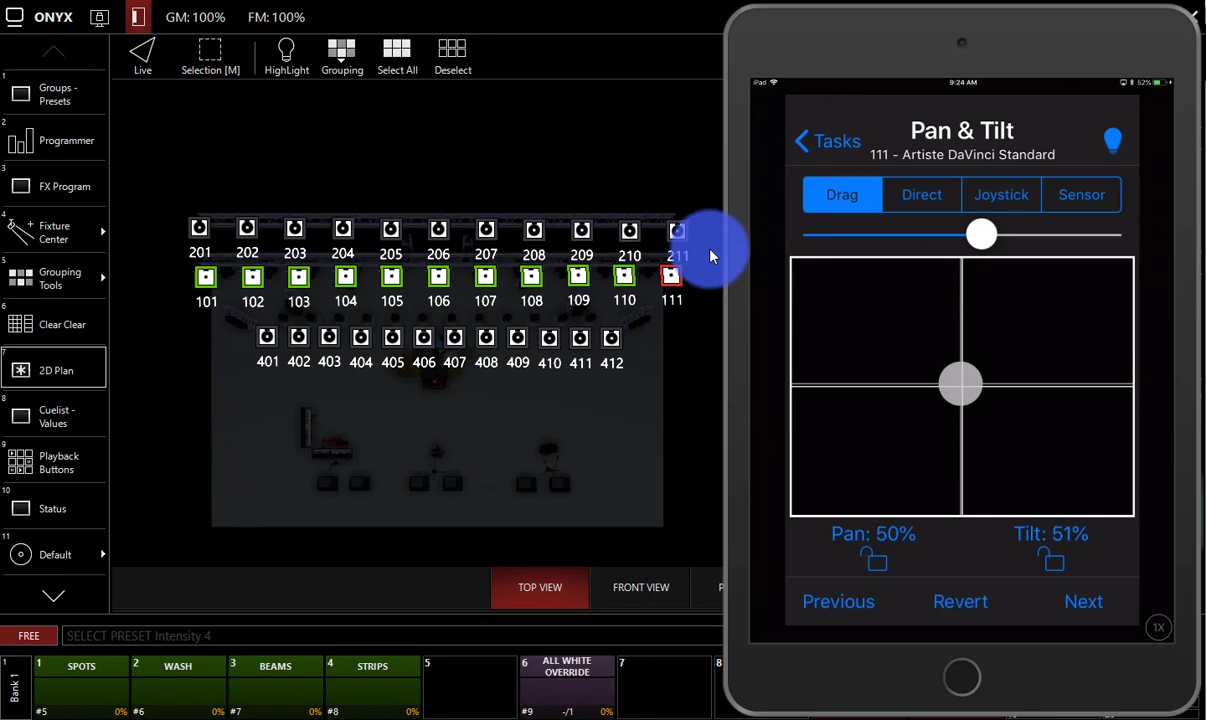 ONYX
GM: 100%
FM: 100%
Live
Selection [M]
HighLight
Grouping
Select All
Deselect
1
Groups -
Presets
2
Programmer
3
FX Program
4
Fixture
Center
5
Grouping
Tools
6
Clear Clear
7
2D Plan
8
Cuelist -
Values
9
Playback
Buttons
10
Status
11
Default
201 202 203 204 205 206 207 208 209 210 211
101 102 103 104 105 106 107 108 109 110 111
401 402 403 404 405 406 407 408 409 410 411 412
TOP VIEW
FRONT VIEW
P
FREE
SELECT PRESET Intensity 4
1
Bank 1
1 SPOTS
#5 0%
2 WASH
#6 0%
3 BEAMS
#7 0%
4 STRIPS
#8 0%
5
6 ALL WHITE
OVERRIDE
#9 -/1 0%
7
8
iPad
9:24 AM
52%
Tasks
Pan & Tilt
111 - Artiste DaVinci Standard
Drag
Direct
Joystick
Sensor
Pan: 50%
Tilt: 51%
Previous
Revert
Next
1X